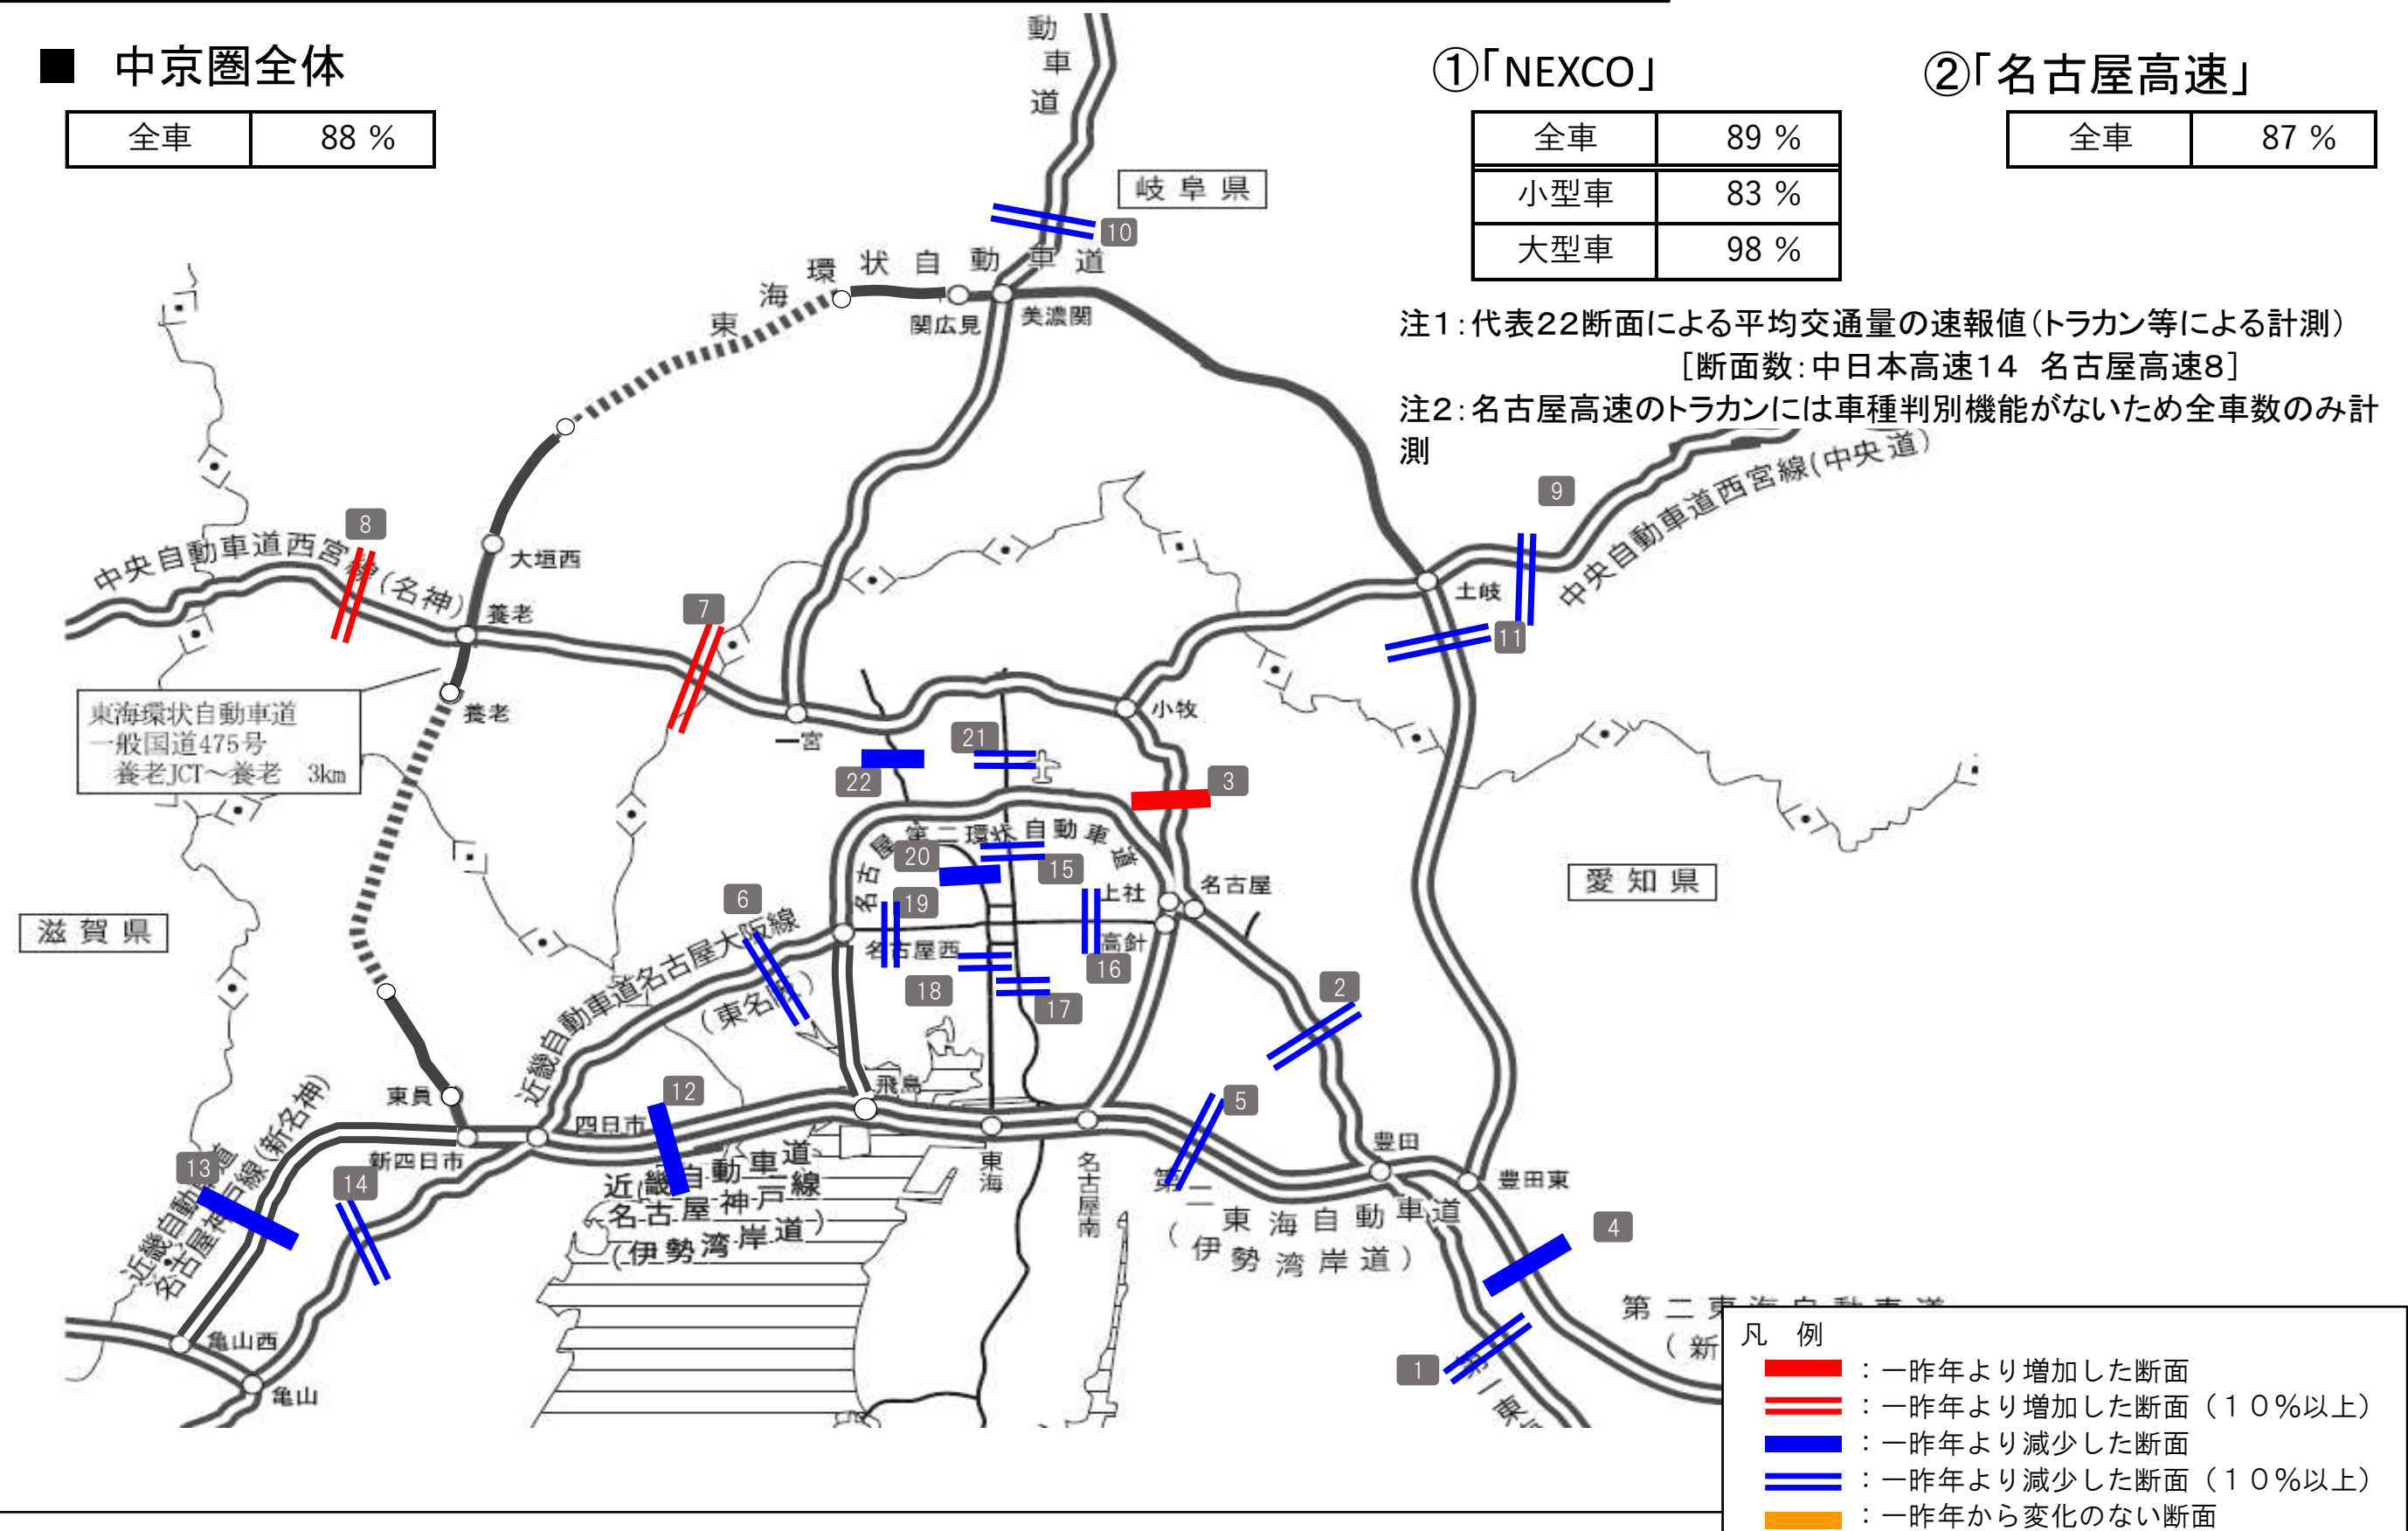 ■ 中京圏全体
全車 88 %
①「NEXCO」
全車 89 %
小型車 83 %
大型車 98 %
②「名古屋高速」
全車 87 %
注１：代表２２断面による平均交通量の速報値（トラカン等による計測）
［断面数：中日本高速１４ 名古屋高速８］
注２：名古屋高速のトラカンには車種判別機能がないため全車数のみ計
測
動車道
岐阜県
10
東海環状自動車道
関広見
美濃関
9
中央自動車道西宮線(中央道)
8
中央自動車道西宮線(名神)
大垣西
養老
7
土岐
11
養老
東海環状自動車道
一般国道475号
養老JCT～養老 3km
一宮
小牧
21
22
3
名古屋第二環状自動車道
20
15
上社
名古屋
愛知県
滋賀県
6
19
名古屋西
高針
16
18
17
2
近畿自動車道名古屋大阪線
(東名阪)
飛島
東員
12
四日市
5
新四日市
13
14
近畿自動車道
名古屋神戸線(新名神)
近畿自動車道
名古屋神戸線
(伊勢湾岸道)
東海
名古屋南
豊田
豊田東
第二東海自動車道
(伊勢湾岸道)
4
第二東海自動車道
(新
1
第一東
亀山西
亀山
凡 例
：一昨年より増加した断面
：一昨年より増加した断面（１０％以上）
：一昨年より減少した断面
：一昨年より減少した断面（１０％以上）
：一昨年から変化のない断面